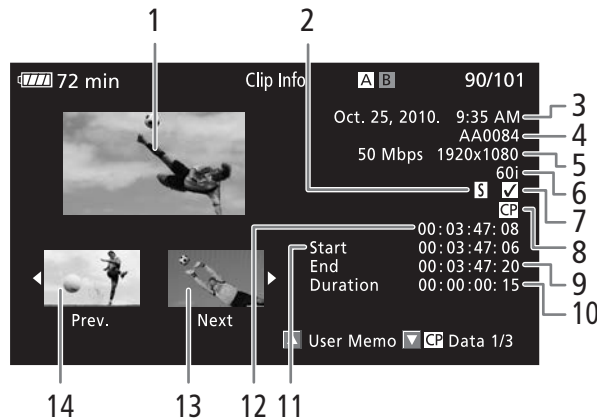 1 2
72 min Clip Info A B 90/101
Oct. 25, 2010. 9:35 AM 3
AA0084 4
50 Mbps 1920x1080 5
60i 6
S ✓ 7
CP 8
12 00:03:47:08
11 Start 00:03:47:06
End 00:03:47:20 9
Duration 00:00:00:15 10
Prev. Next
User Memo CP Data 1/3
14 13 12 11